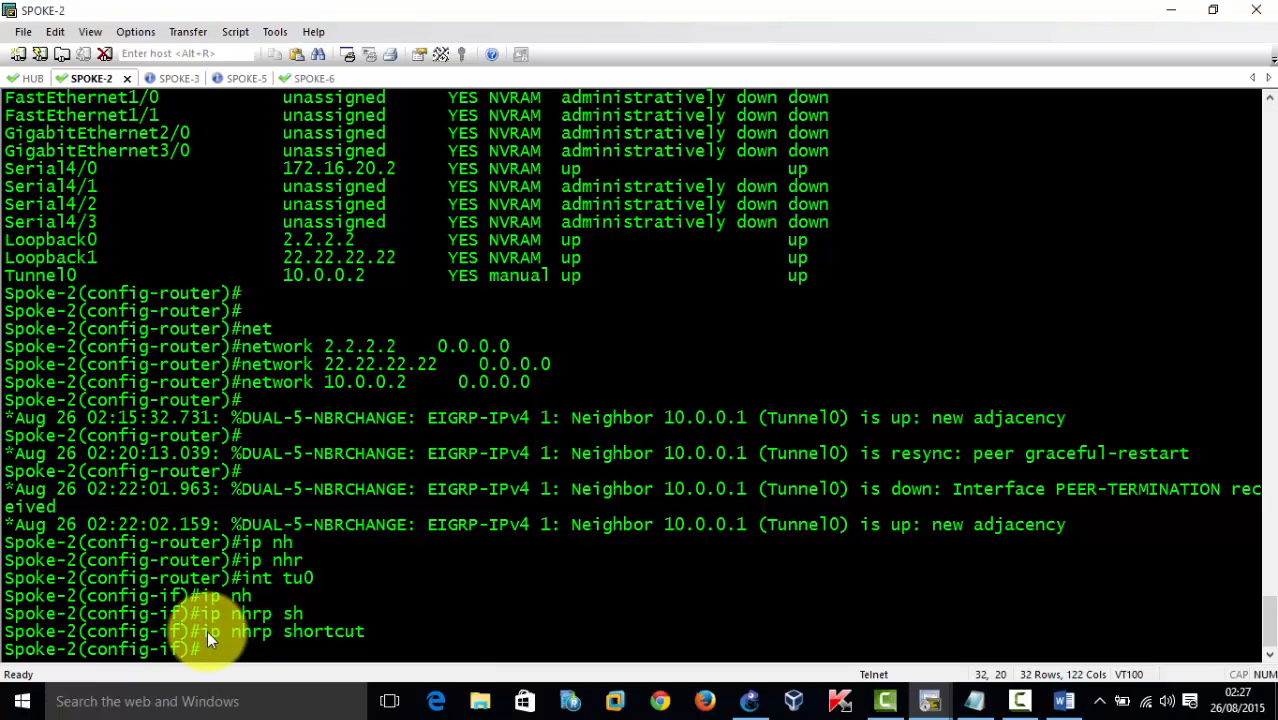 SPOKE-2
File Edit View Options Transfer Script Tools Help
Enter host <Alt+R>
HUB SPOKE-2 SPOKE-3 SPOKE-5 SPOKE-6
FastEthernet1/0 unassigned YES NVRAM administratively down down
FastEthernet1/1 unassigned YES NVRAM administratively down down
GigabitEthernet2/0 unassigned YES NVRAM administratively down down
GigabitEthernet3/0 unassigned YES NVRAM administratively down down
Serial4/0 172.16.20.2 YES NVRAM up up
Serial4/1 unassigned YES NVRAM administratively down down
Serial4/2 unassigned YES NVRAM administratively down down
Serial4/3 unassigned YES NVRAM administratively down down
Loopback0 2.2.2.2 YES NVRAM up up
Loopback1 22.22.22.22 YES NVRAM up up
Tunnel0 10.0.0.2 YES manual up up
Spoke-2(config-router)#
Spoke-2(config-router)#
Spoke-2(config-router)#net
Spoke-2(config-router)#network 2.2.2.2 0.0.0.0
Spoke-2(config-router)#network 22.22.22.22 0.0.0.0
Spoke-2(config-router)#network 10.0.0.2 0.0.0.0
Spoke-2(config-router)#
*Aug 26 02:15:32.731: %DUAL-5-NBRCHANGE: EIGRP-IPv4 1: Neighbor 10.0.0.1 (Tunnel0) is up: new adjacency
Spoke-2(config-router)#
*Aug 26 02:20:13.039: %DUAL-5-NBRCHANGE: EIGRP-IPv4 1: Neighbor 10.0.0.1 (Tunnel0) is resync: peer graceful-restart
Spoke-2(config-router)#
*Aug 26 02:22:01.963: %DUAL-5-NBRCHANGE: EIGRP-IPv4 1: Neighbor 10.0.0.1 (Tunnel0) is down: Interface PEER-TERMINATION rec
eived
*Aug 26 02:22:02.159: %DUAL-5-NBRCHANGE: EIGRP-IPv4 1: Neighbor 10.0.0.1 (Tunnel0) is up: new adjacency
Spoke-2(config-router)#ip nh
Spoke-2(config-router)#ip nhr
Spoke-2(config-router)#int tu0
Spoke-2(config-if)#ip nh
Spoke-2(config-if)#ip nhrp sh
Spoke-2(config-if)#ip nhrp shortcut
Spoke-2(config-if)#
Ready Telnet 32, 20 32 Rows, 122 Cols VT100 CAP NUM
Search the web and Windows
02:27
26/08/2015